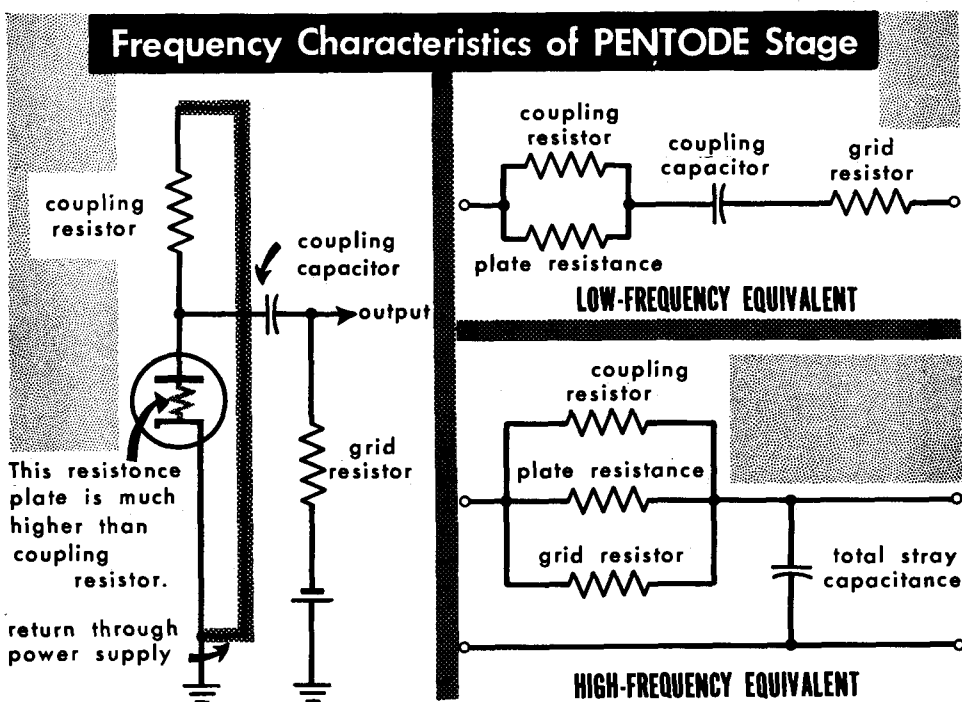 Frequency Characteristics of PENTODE Stage
coupling
resistor
coupling
capacitor
output
grid
resistor
This resistonce
plate is much
higher than
coupling
resistor.
return through
power supply
coupling
resistor
coupling
capacitor
grid
resistor
plate resistance
LOW-FREQUENCY EQUIVALENT
coupling
resistor
plate resistance
grid resistor
total stray
capacitance
HIGH-FREQUENCY EQUIVALENT